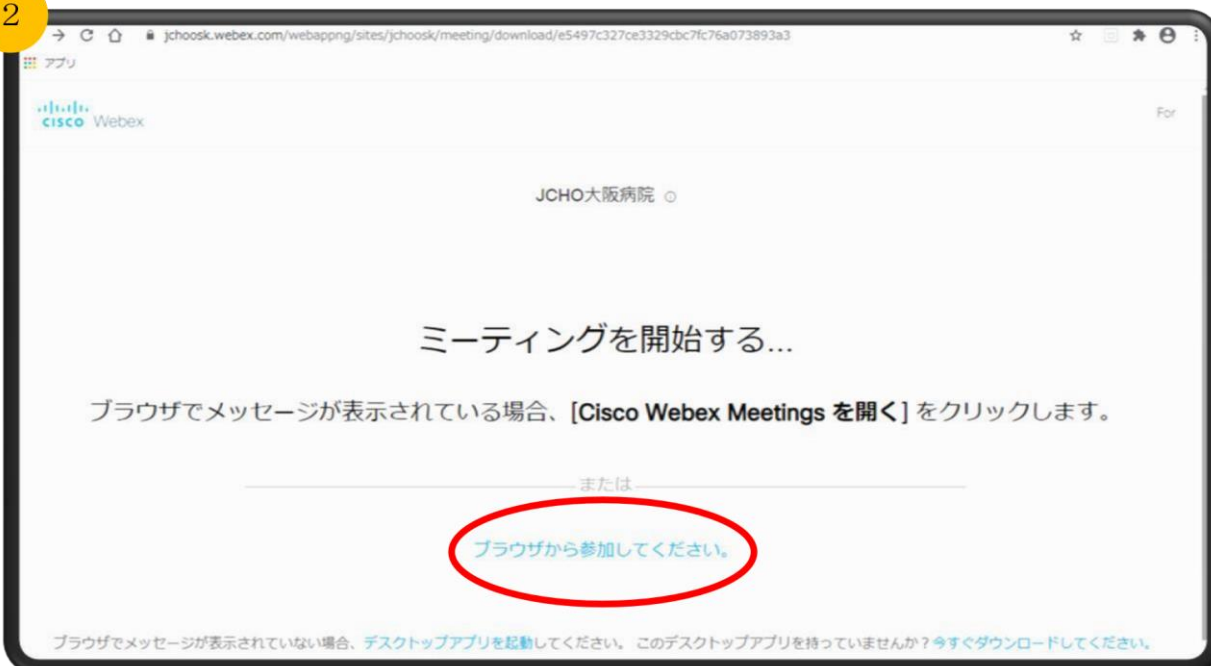 2
jchoosk.webex.com/webappng/sites/jchoosk/meeting/download/e5497c327ce3329cbc7fc76a073893a3
アプリ
CISCO Webex
For
JCHO大阪病院
ミーティングを開始する...
ブラウザでメッセージが表示されている場合、[Cisco Webex Meetings を開く] をクリックします。
または
ブラウザから参加してください。
ブラウザでメッセージが表示されていない場合、デスクトップアプリを起動してください。 このデスクトップアプリを持っていませんか？今すぐダウンロードしてください。